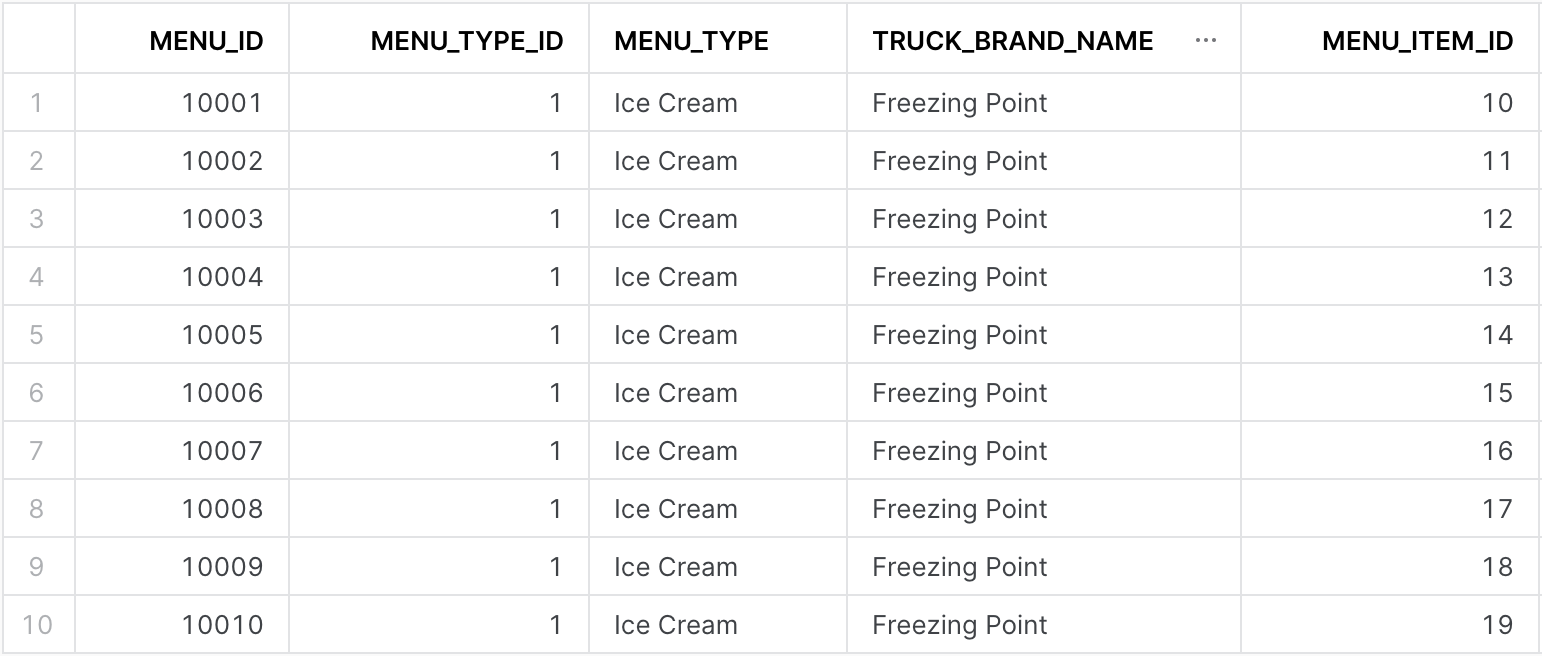 MENU_ID MENU_TYPE_ID MENU_TYPE TRUCK_BRAND_NAME ... MENU_ITEM_ID
1 10001 1 Ice Cream Freezing Point 10
2 10002 1 Ice Cream Freezing Point 11
3 10003 1 Ice Cream Freezing Point 12
4 10004 1 Ice Cream Freezing Point 13
5 10005 1 Ice Cream Freezing Point 14
6 10006 1 Ice Cream Freezing Point 15
7 10007 1 Ice Cream Freezing Point 16
8 10008 1 Ice Cream Freezing Point 17
9 10009 1 Ice Cream Freezing Point 18
10 10010 1 Ice Cream Freezing Point 19